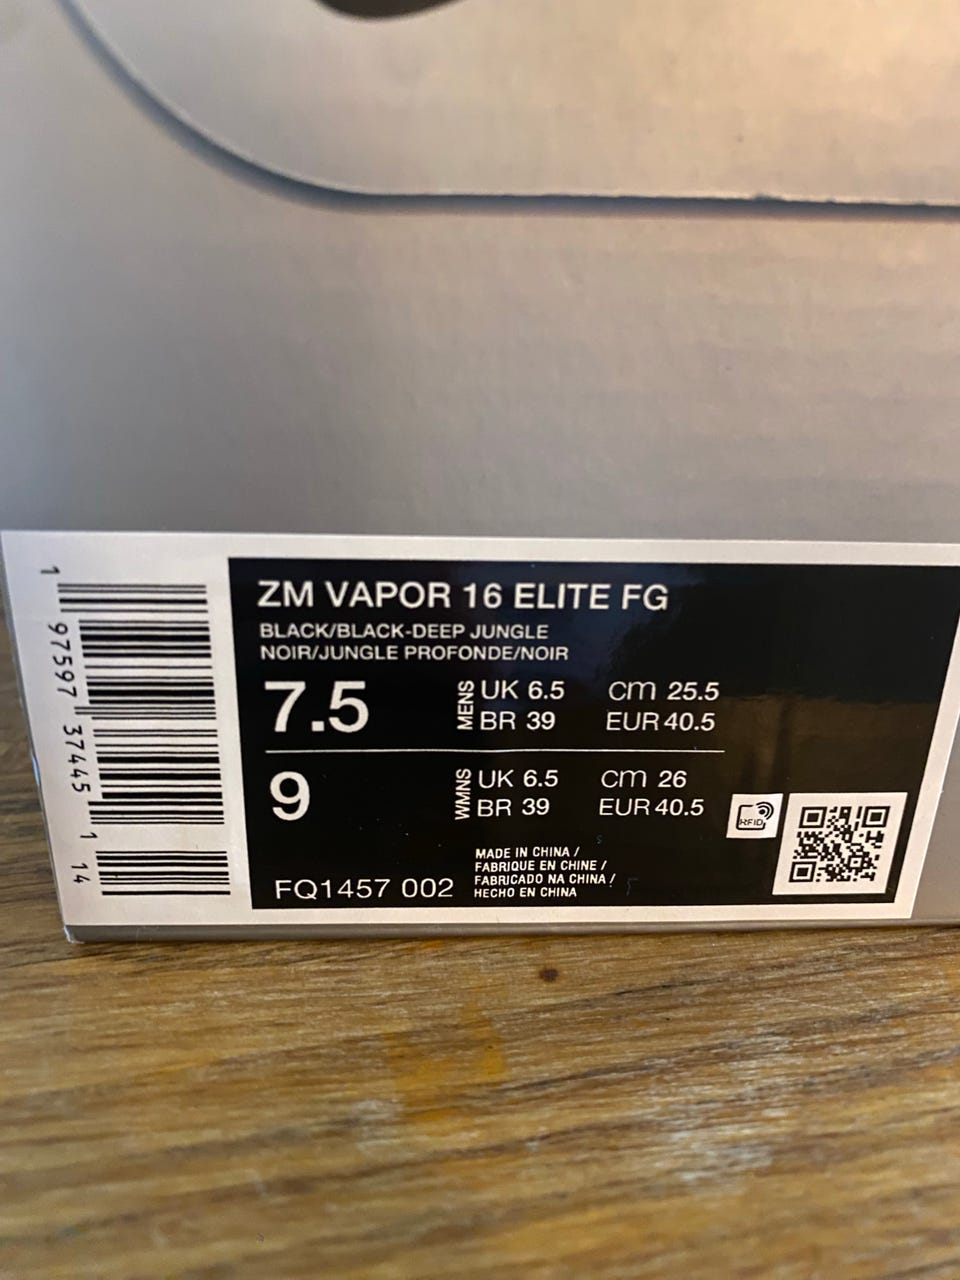 ZM VAPOR 16 ELITE FG
BLACK/BLACK-DEEP JUNGLE
NOIR/JUNGLE PROFONDE/NOIR
7.5 MENS UK 6.5 cm 25.5
BR 39 EUR 40.5
9 WMNS UK 6.5 cm 26
BR 39 EUR 40.5
RFID
MADE IN CHINA /
FABRIQUE EN CHINE /
FABRICADO NA CHINA /
HECHO EN CHINA
FQ1457 002
1 97597 37445 1 14